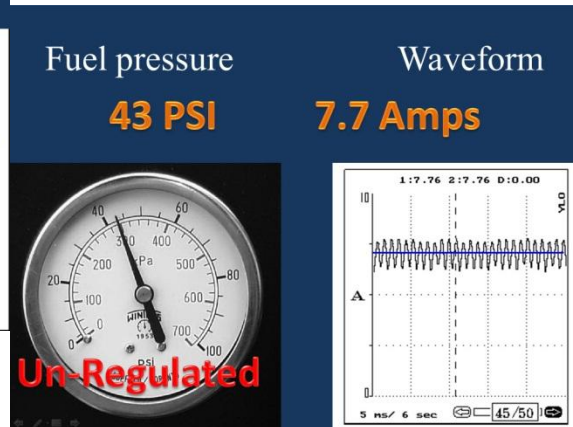 Fuel pressure
Waveform
43 PSI
7.7 Amps
40
60
300
400
kPa
20
200
500
80
100
600
WINTERS
0
0
700
100
psi
Un-Regulated
1:7.76 2:7.76 D:0.00
10
A
0
5 ms/ 6 sec
45/50